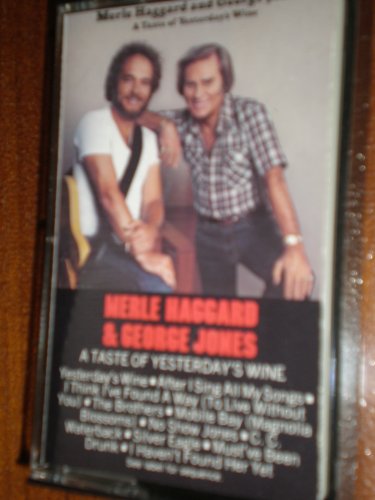 Merle Haggard and George
A Taste of Yesterday's Wine
MERLE HAGGARD
& GEORGE JONES
A TASTE OF YESTERDAY'S WINE
Yesterday's Wine • After I Sing All My Songs •
I Think I've Found A Way (To Live Without
You) • The Brothers • Mobile Bay (Magnolia
Blossoms) • No Show Jones • C. C.
Waterback • Silver Eagle • Must've Been
Drunk • I Haven't Found Her Yet